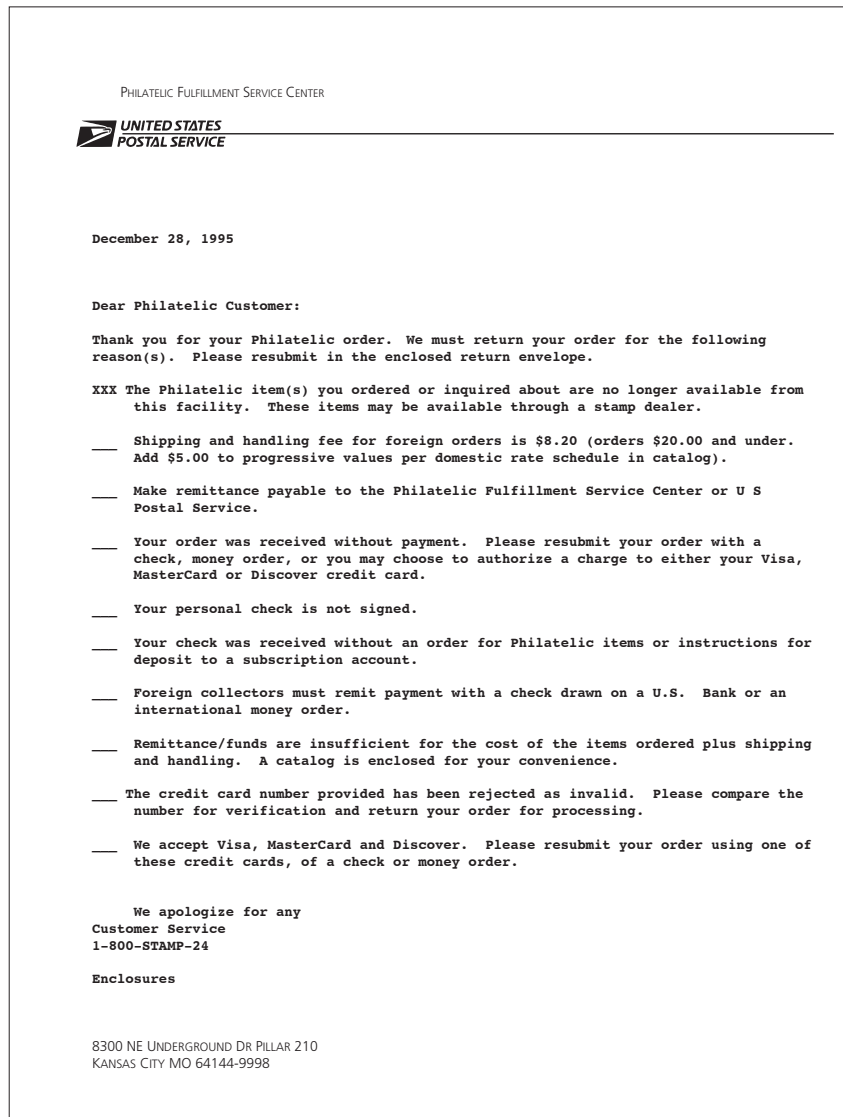 PHILATELIC FULFILLMENT SERVICE CENTER
UNITED STATES
POSTAL SERVICE
December 28, 1995
Dear Philatelic Customer:
Thank you for your Philatelic order. We must return your order for the following
reason(s). Please resubmit in the enclosed return envelope.
XXX The Philatelic item(s) you ordered or inquired about are no longer available from
this facility. These items may be available through a stamp dealer.
___ Shipping and handling fee for foreign orders is $8.20 (orders $20.00 and under.
Add $5.00 to progressive values per domestic rate schedule in catalog).
___ Make remittance payable to the Philatelic Fulfillment Service Center or U S
Postal Service.
___ Your order was received without payment. Please resubmit your order with a
check, money order, or you may choose to authorize a charge to either your Visa,
MasterCard or Discover credit card.
___ Your personal check is not signed.
___ Your check was received without an order for Philatelic items or instructions for
deposit to a subscription account.
___ Foreign collectors must remit payment with a check drawn on a U.S. Bank or an
international money order.
___ Remittance/funds are insufficient for the cost of the items ordered plus shipping
and handling. A catalog is enclosed for your convenience.
___ The credit card number provided has been rejected as invalid. Please compare the
number for verification and return your order for processing.
___ We accept Visa, MasterCard and Discover. Please resubmit your order using one of
these credit cards, of a check or money order.
We apologize for any
Customer Service
1-800-STAMP-24
Enclosures
8300 NE UNDERGROUND DR PILLAR 210
KANSAS CITY MO 64144-9998